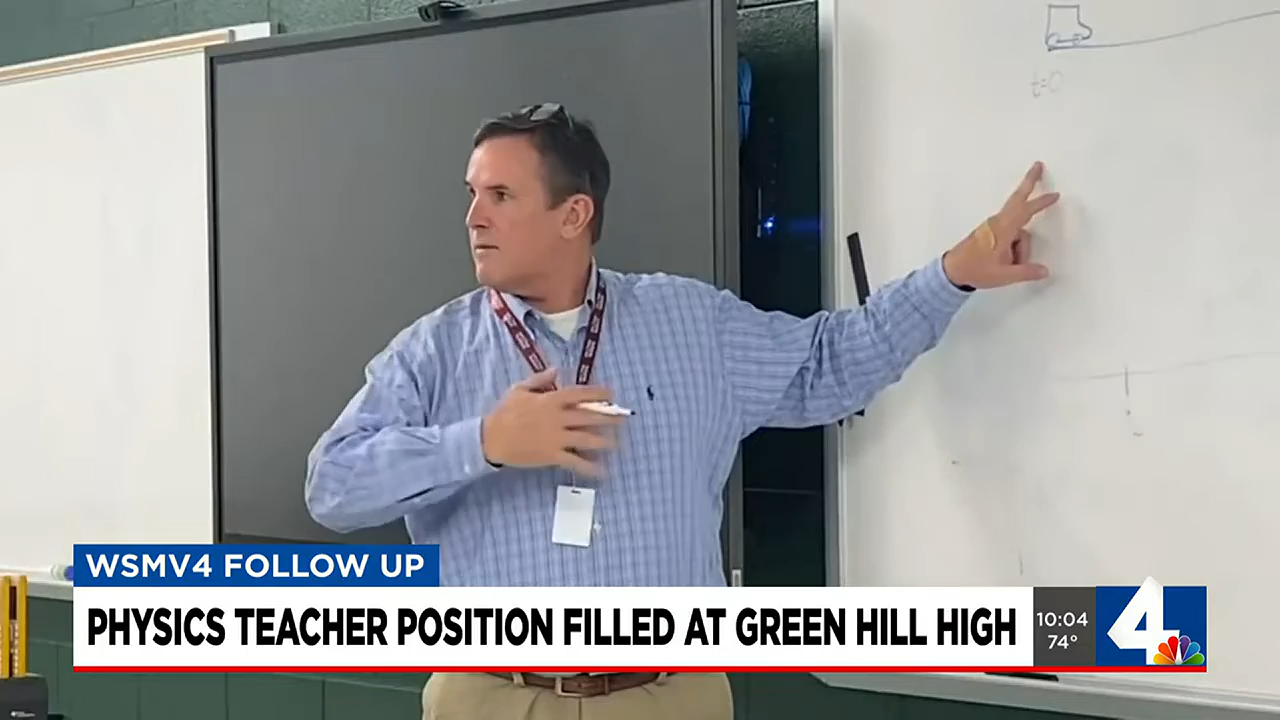 t=0
WSMV4 FOLLOW UP
PHYSICS TEACHER POSITION FILLED AT GREEN HILL HIGH
10:04
74°
4